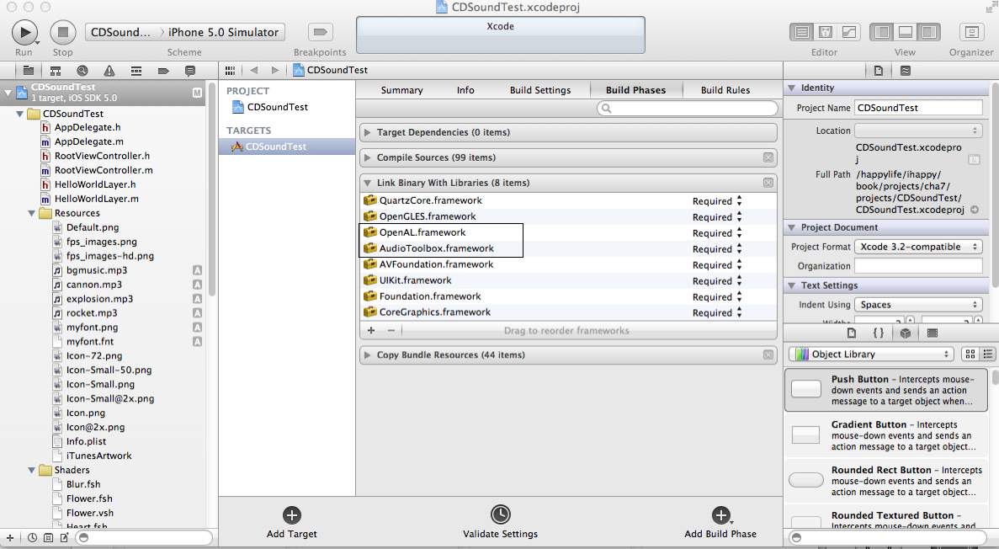 CDSoundTest.xcodeproj
CDSound... iPhone 5.0 Simulator
Xcode
Run Stop Scheme Breakpoints Editor View Organizer
CDSoundTest
1 target, iOS SDK 5.0
M
CDSoundTest
AppDelegate.h
AppDelegate.m
RootViewController.h
RootViewController.m
HelloWorldLayer.h
HelloWorldLayer.m
Resources
Default.png
fps_images.png
fps_images-hd.png
bgmusic.mp3 A
cannon.mp3 A
explosion.mp3 A
rocket.mp3 A
myfont.png A
myfont.fnt A
Icon-72.png
Icon-Small-50.png
Icon-Small.png
Icon-Small@2x.png
Icon.png
Icon@2x.png
Info.plist
iTunesArtwork
Shaders
Blur.fsh
Flower.fsh
Flower.vsh
Heart.fsh
CDSoundTest
PROJECT
CDSoundTest
TARGETS
CDSoundTest
Summary Info Build Settings Build Phases Build Rules
Target Dependencies (0 items)
Compile Sources (99 items)
Link Binary With Libraries (8 items)
QuartzCore.framework Required
OpenGLES.framework Required
OpenAL.framework Required
AudioToolbox.framework Required
AVFoundation.framework Required
UIKit.framework Required
Foundation.framework Required
CoreGraphics.framework Required
+ − Drag to reorder frameworks
Copy Bundle Resources (44 items)
Add Target Validate Settings Add Build Phase
Identity
Project Name CDSoundTest
Location
CDSoundTest.xcodepro
j
Full Path /happylife/ihappy/
book/projects/cha7/
projects/CDSoundTest/
CDSoundTest.xcodeproj
Project Document
Project Format Xcode 3.2-compatible
Organization
Text Settings
Indent Using Spaces
{ }
Object Library
Push Button – Intercepts mouse-
down events and sends an action
message to a target object when...
Gradient Button – Intercepts
mouse-down events and sends an
action message to a target object...
Rounded Rect Button – Intercepts
mouse-down events and sends an
action message to a target object...
Rounded Textured Button –
Intercepts mouse-down events and